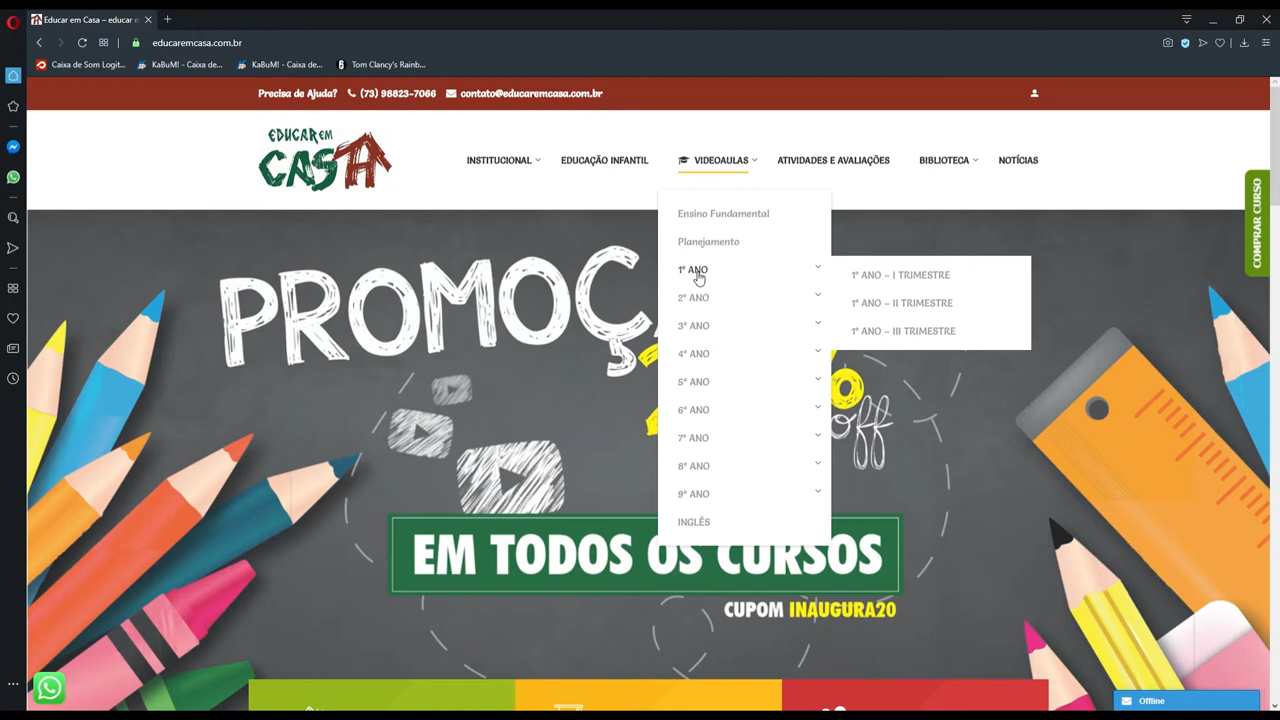 Educar em Casa – educar e
educaremcasa.com.br
Caixa de Som Logit...
KaBuM! - Caixa de...
KaBuM! - Caixa de...
Tom Clancy's Rainb...
Precisa de Ajuda? (73) 98823-7066 contato@educaremcasa.com.br
EDUCAR EM
CASA
INSTITUCIONAL
EDUCAÇÃO INFANTIL
VIDEOAULAS
ATIVIDADES E AVALIAÇÕES
BIBLIOTECA
NOTÍCIAS
COMPRAR CURSO
Ensino Fundamental
Planejamento
1º ANO
2º ANO
3º ANO
4º ANO
5º ANO
6º ANO
7º ANO
8º ANO
9º ANO
INGLÊS
1º ANO – I TRIMESTRE
1º ANO – II TRIMESTRE
1º ANO – III TRIMESTRE
PROMOÇ
off
EM TODOS OS CURSOS
CUPOM INAUGURA20
Offline